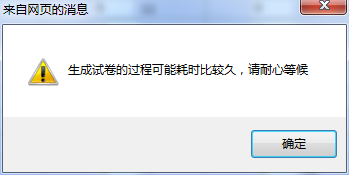 来自网页的消息
生成试卷的过程可能耗时比较久，请耐心等候
确定